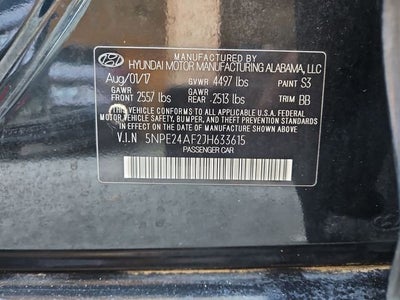 HYUNDAI MOTOR MANUFACTURING ALABAMA, LLC
Aug/01/17 GVWR 4497 lbs PAINT S3
GAWR FRONT 2557 lbs GAWR REAR 2513 lbs TRIM BB
THIS VEHICLE CONFORMS TO ALL APPLICABLE U.S.A. FEDERAL
MOTOR VEHICLE SAFETY, BUMPER, AND THEFT PREVENTION STANDARDS
IN EFFECT ON THE DATE OF MANUFACTURE SHOWN ABOVE.
V.I.N 5NPE24AF2JH633615
PASSENGER CAR